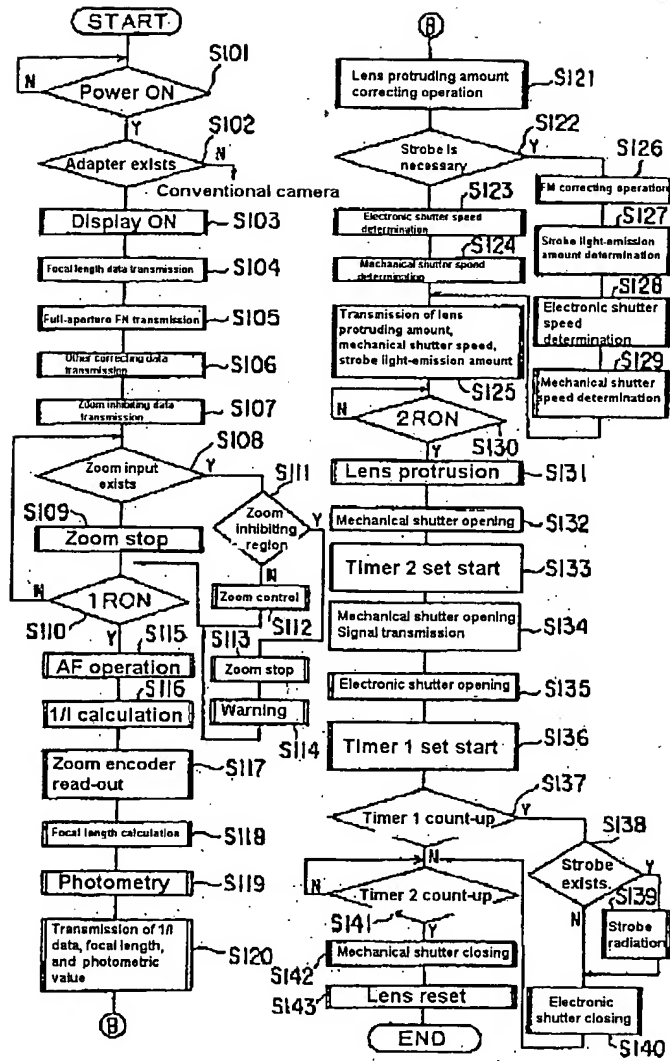 START
S101
N
Power ON
Y
S102
N
Adapter exists
Conventional camera
Y
Display ON
S103
Focal length data transmission
S104
Full-aperture FN transmission
S105
Other correcting data
transmission
S106
Zoom inhibiting data
transmission
S107
S108
Zoom input
exists
Y
S111
S109
Zoom stop
Zoom
inhibiting
region
Y
N
N
1 RON
Zoom control
S110
Y
S112
S115
S113
AF operation
Zoom stop
S116
1/l calculation
Warning
S114
Zoom encoder
read-out
S117
Focal length calculation
S118
Photometry
S119
Transmission of 1/l
data, focal length,
and photometric
value
S120
B
B
Lens protruding amount
correcting operation
S121
S122
Strobe is
necessary
Y
S126
FM correcting operation
S123
S127
Electronic shutter speed
determination
Strobe light-emission
amount determination
S124
Mechanical shutter speed
determination
S128
Electronic shutter
speed
determination
Transmission of lens
protruding amount,
mechanical shutter speed,
strobe light-emission amount
S129
Mechanical shutter
speed determination
S125
N
2RON
S130
Y
Lens protrusion
S131
Mechanical shutter opening
S132
Timer 2 set start
S133
Mechanical shutter opening
Signal transmission
S134
Electronic shutter opening
S135
Timer 1 set start
S136
S137
Timer 1 count-up
Y
S138
N
Strobe
exists.
Y
N
Timer 2 count-up
S139
N
Strobe
radiation
S141
Y
Mechanical shutter closing
S142
Lens reset
S143
Electronic
shutter closing
S140
END